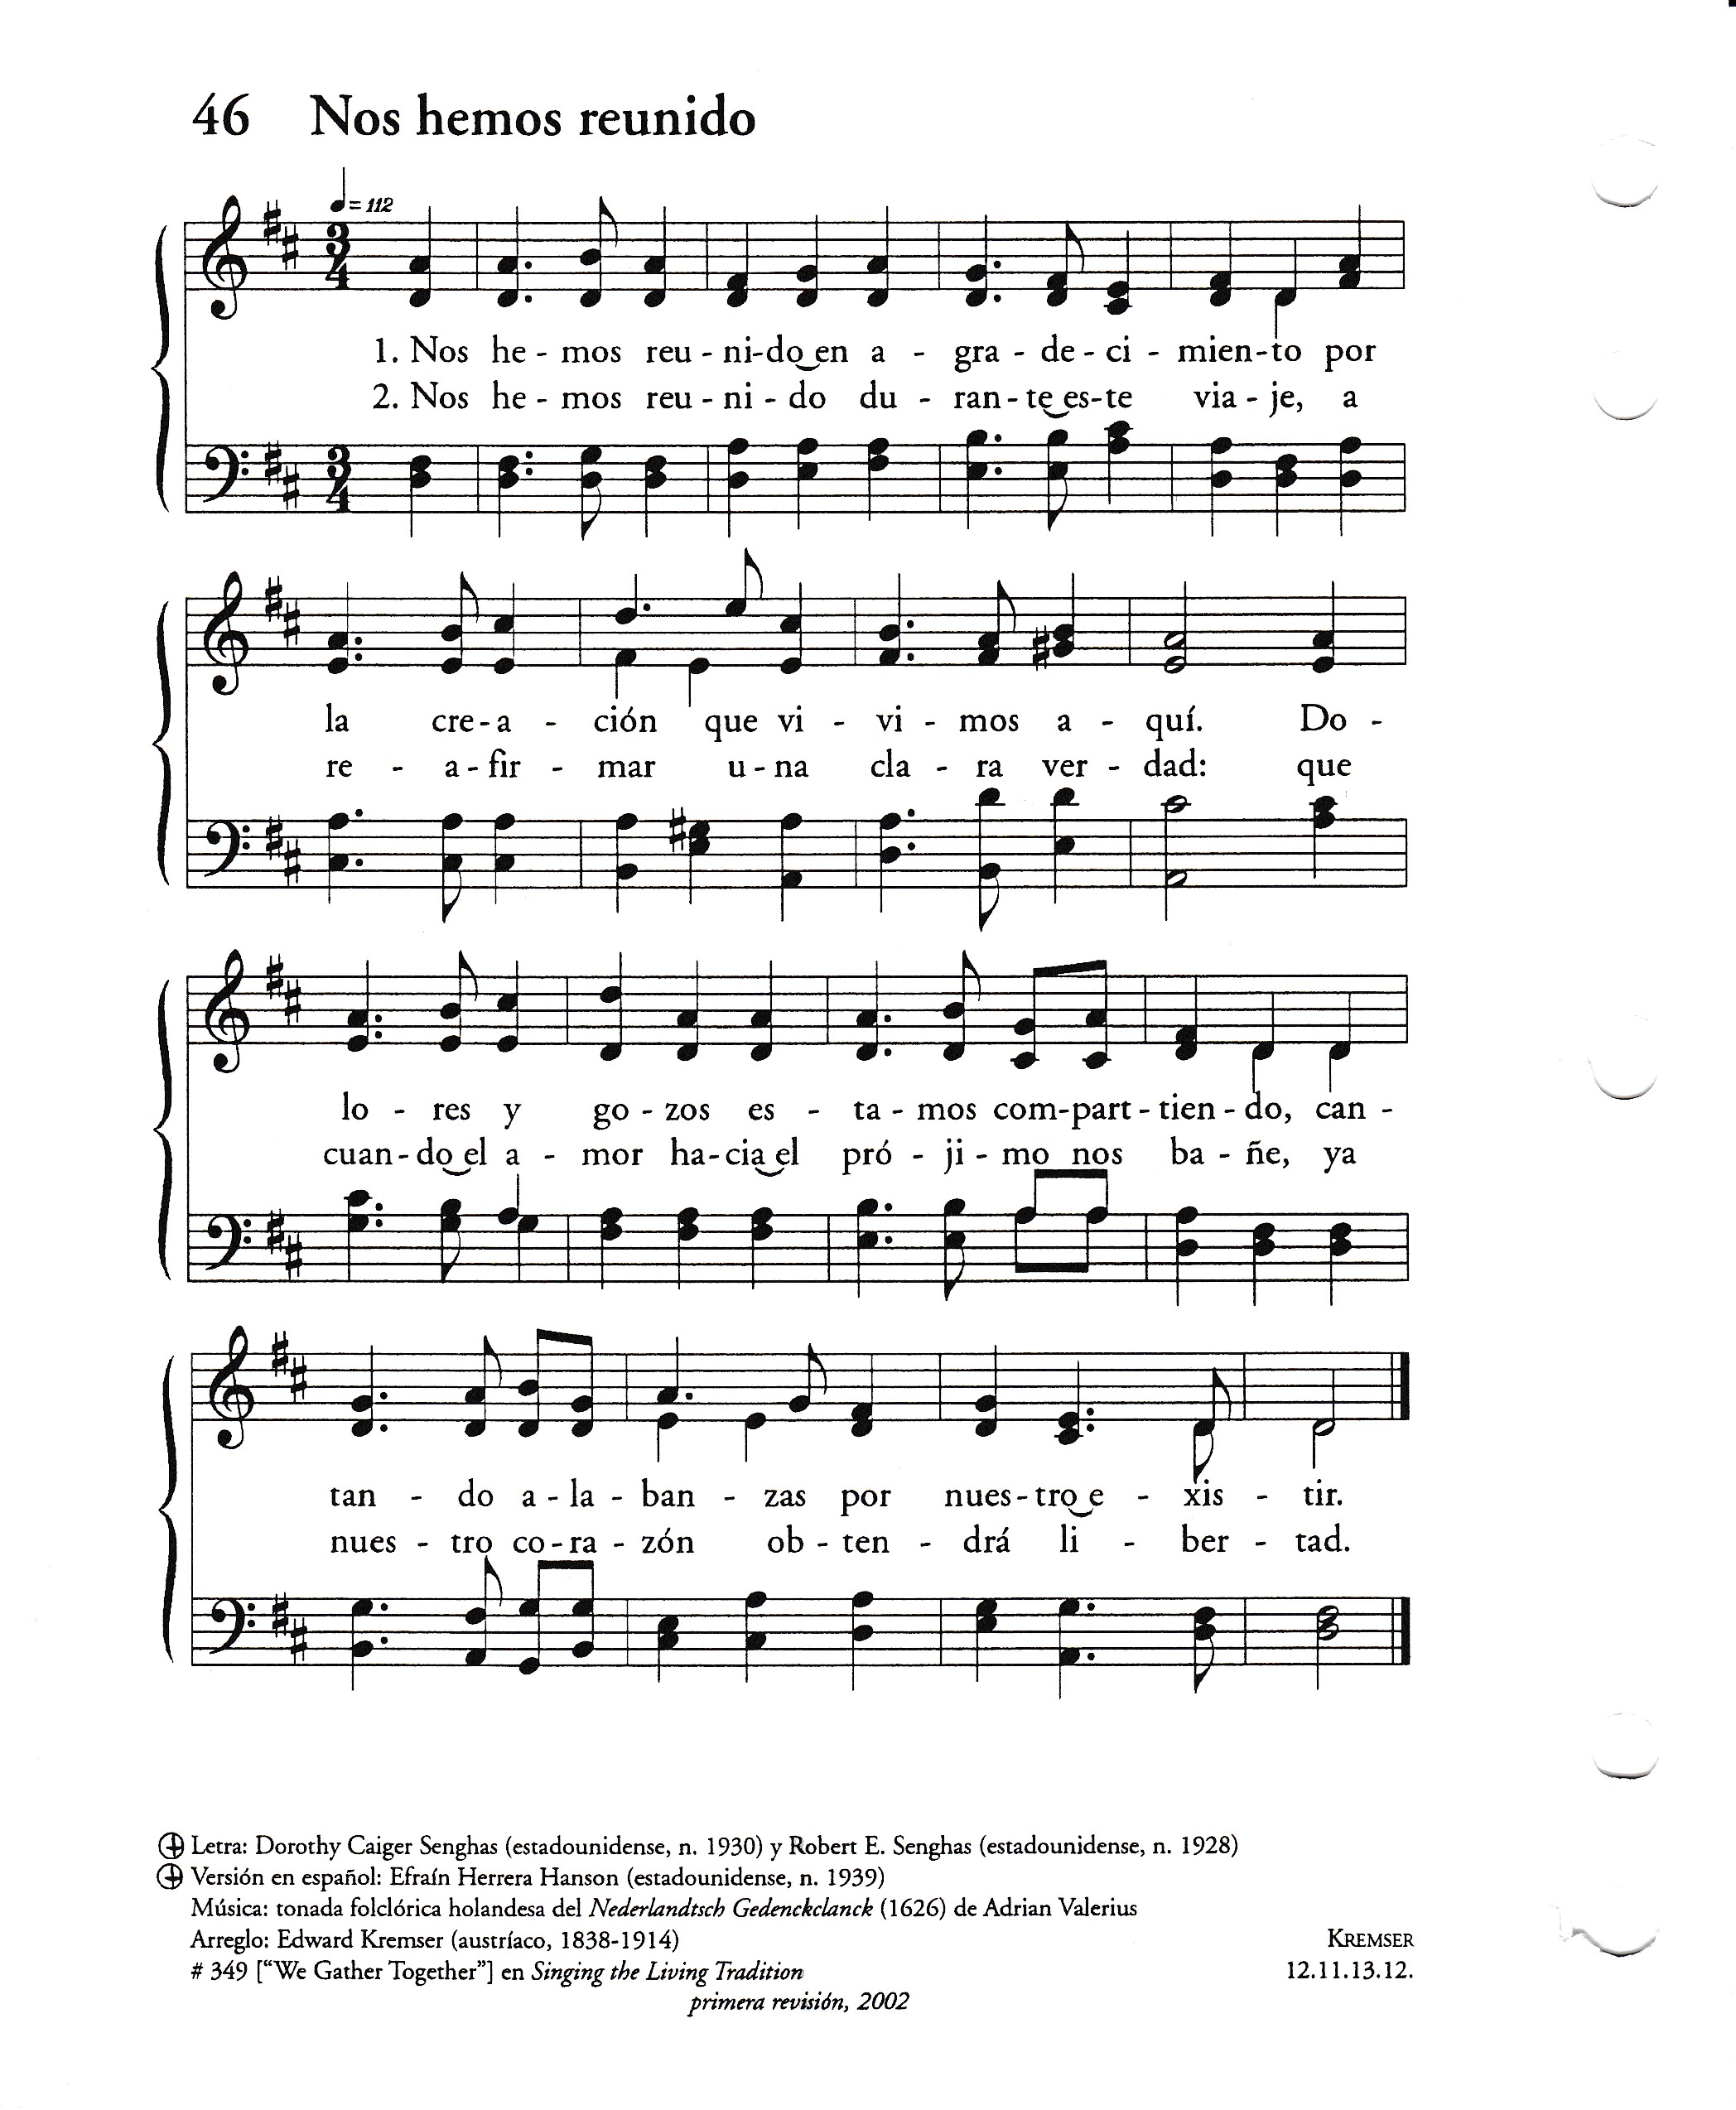 46 Nos hemos reunido
♩= 112
3/4
1. Nos he - mos reu - ni-do‿en a - gra - de - ci - mien-to por
2. Nos he - mos reu - ni - do du - ran - te‿es-te via - je, a
3/4
la cre - a - ción que vi - vi - mos a - quí. Do -
re - a - fir - mar u - na cla - ra ver - dad: que
lo - res y go - zos es - ta - mos com-part - tien - do, can -
cuan - do‿el a - mor ha-cia‿el pró - ji - mo nos ba - ñe, ya
tan - do a - la - ban - zas por nues - tro‿e - xis - tir.
nues - tro co - ra - zón ob - ten - drá li - ber - tad.
Letra: Dorothy Caiger Senghas (estadounidense, n. 1930) y Robert E. Senghas (estadounidense, n. 1928)
Versión en español: Efraín Herrera Hanson (estadounidense, n. 1939)
Música: tonada folclórica holandesa del Nederlandtsch Gedenckclanck (1626) de Adrian Valerius
Arreglo: Edward Kremser (austríaco, 1838-1914) KREMSER
# 349 [“We Gather Together”] en Singing the Living Tradition 12.11.13.12.
primera revisión, 2002